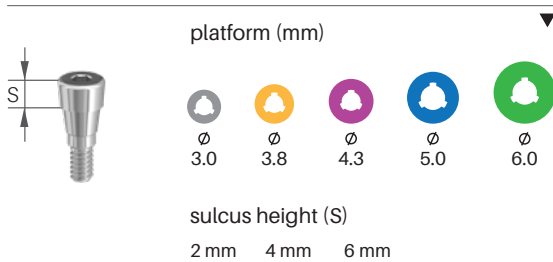 platform (mm)
S
Ø Ø Ø Ø Ø
3.0 3.8 4.3 5.0 6.0
sulcus height (S)
2 mm 4 mm 6 mm